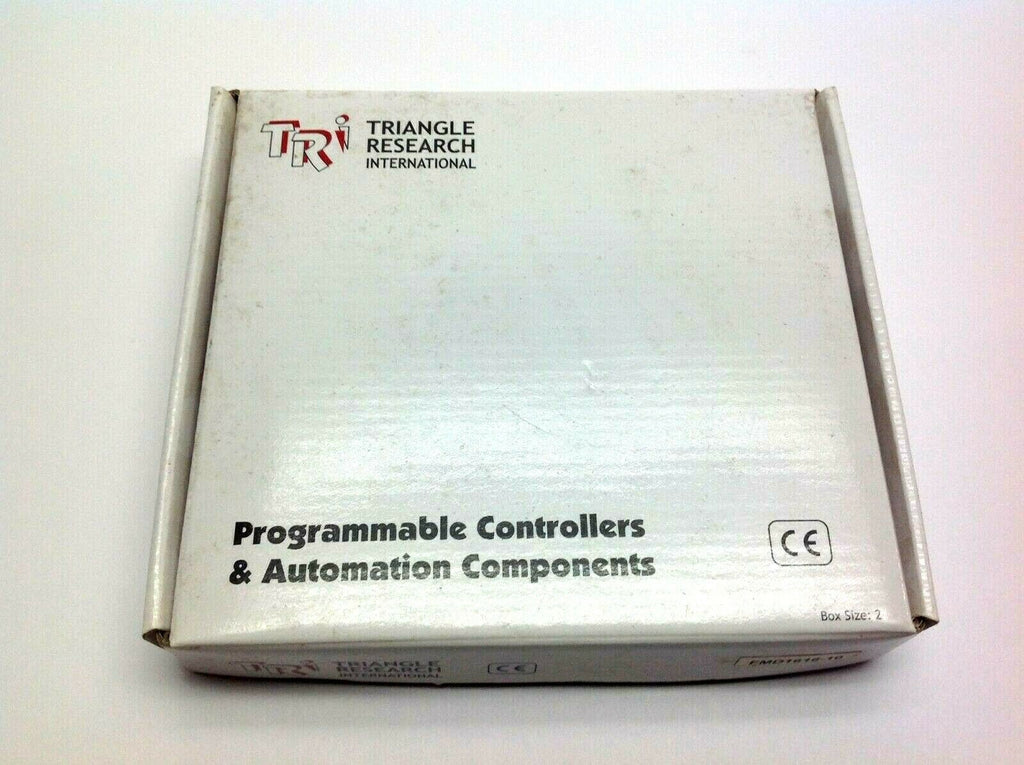 TRi
TRIANGLE
RESEARCH
INTERNATIONAL
Programmable Controllers
& Automation Components
CE
Box Size: 2
TRi
TRIANGLE
RESEARCH
INTERNATIONAL
CE